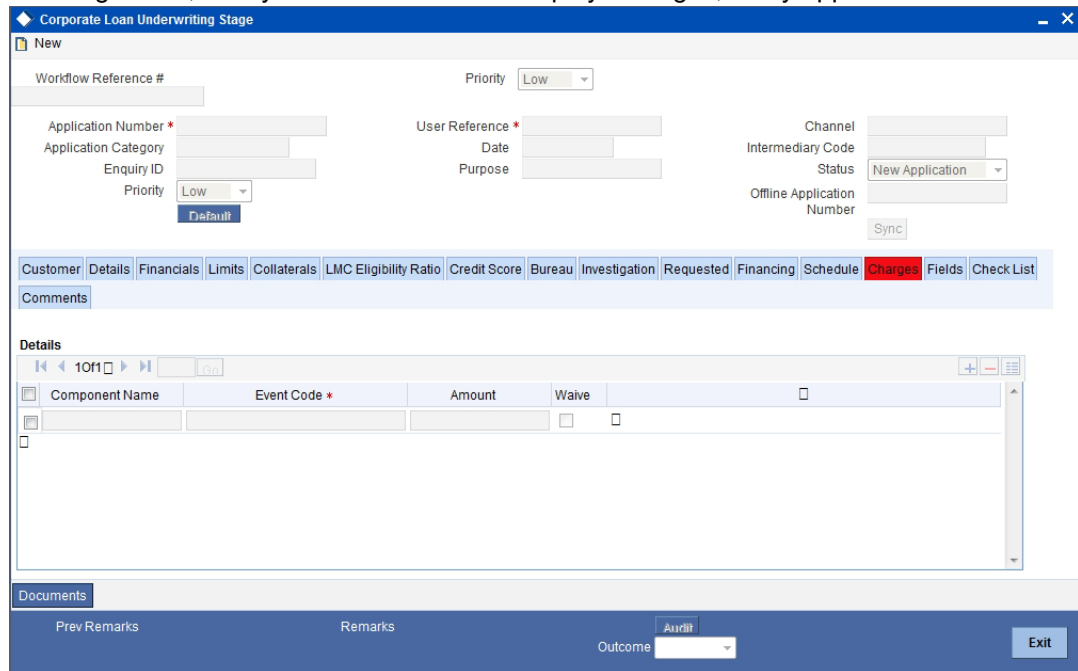 Corporate Loan Underwriting Stage
New
Workflow Reference #
Priority Low
Application Number * User Reference * Channel
Application Category Date Intermediary Code
Enquiry ID Purpose Status New Application
Priority Low Offline Application
Number
Default
Sync
Customer Details Financials Limits Collaterals LMC Eligibility Ratio Credit Score Bureau Investigation Requested Financing Schedule Charges Fields Check List
Comments
Details
1Of1 Go
Component Name Event Code * Amount Waive
Documents
Prev Remarks Remarks Audit
Outcome Exit